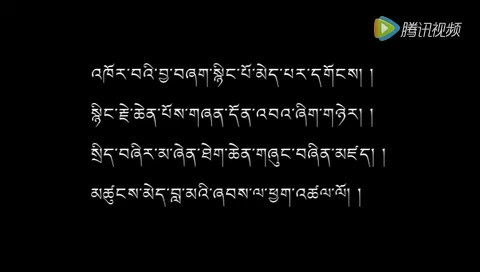 腾讯视频
འཁོར་བའི་བྱ་བཞག་སྙིང་པོ་མེད་པར་དགོངས། །
སྙིང་རྗེ་ཆེན་པོས་གཞན་དོན་འབའ་ཞིག་གཉེར། །
སྲིད་བཞིར་མ་ཞེན་ཐེག་ཆེན་གཞུང་བཞིན་མཛད། །
མཚུངས་མེད་བླ་མའི་ཞབས་ལ་ཕྱག་འཚལ་ལོ། །